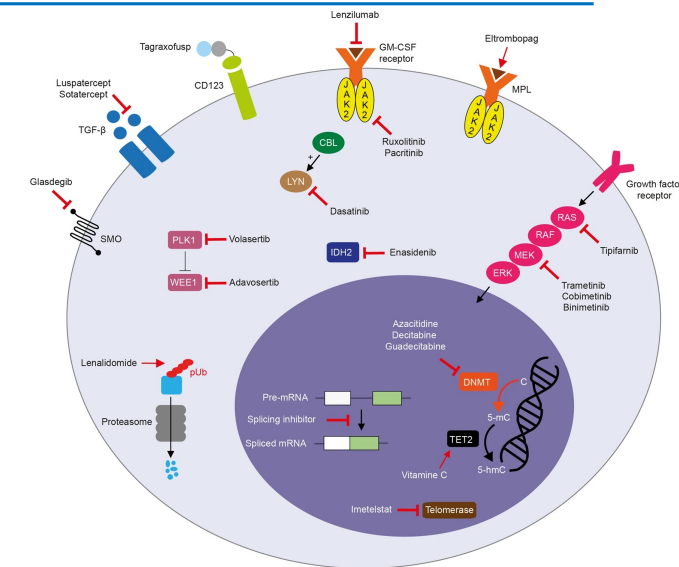 Lenzilumab
GM-CSF
receptor
Eltrombopag
Tagraxofusp
CD123
MPL
JAK2
JAK2
JAK2
JAK2
Luspatercept
Sotatercept
TGF-β
Ruxolitinib
Pacritinib
CBL
+
LYN
Dasatinib
Glasdegib
SMO
Growth facto
receptor
RAS
RAF
MEK
ERK
Tipifarnib
Trametinib
Cobimetinib
Binimetinib
PLK1
Volasertib
WEE1
Adavosertib
IDH2
Enasidenib
Azacitidine
Decitabine
Guadecitabine
DNMT
C
5-mC
TET2
5-hmC
Vitamine C
Lenalidomide
pUb
Proteasome
Pre-mRNA
Splicing inhibitor
Spliced mRNA
Imetelstat
Telomerase